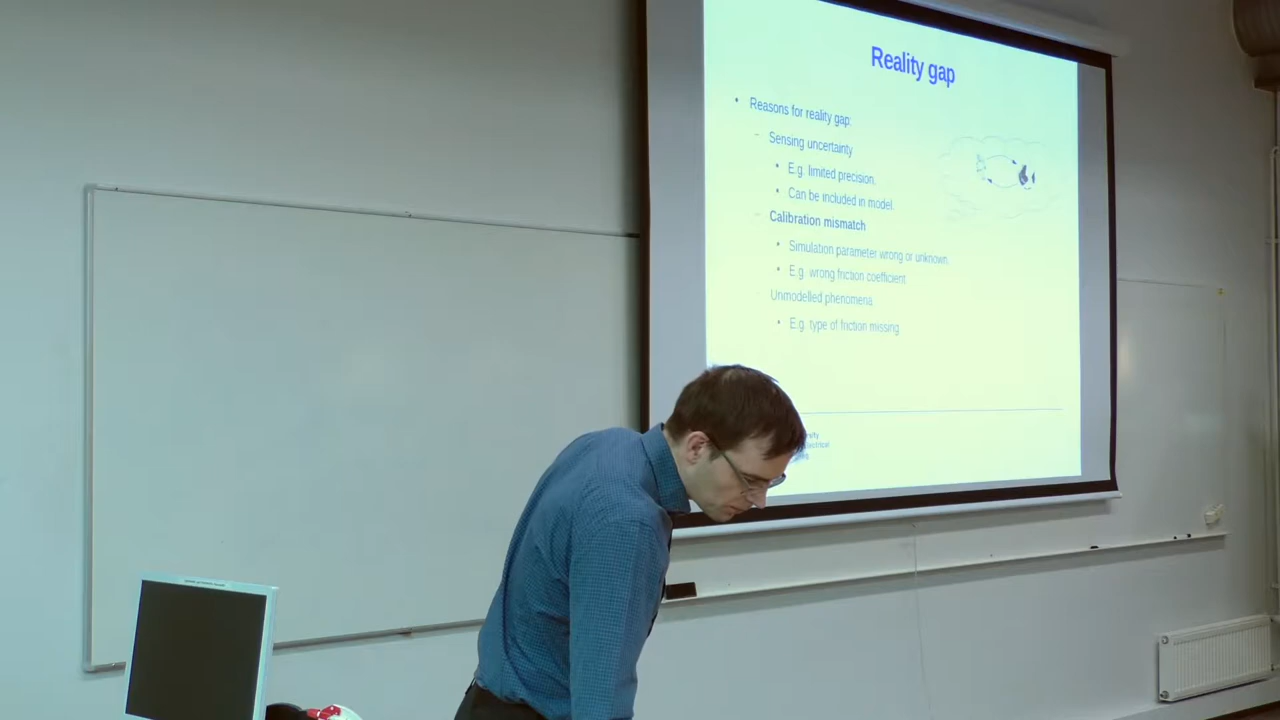 Reality gap
• Reasons for reality gap:
– Sensing uncertainty
• E.g. limited precision.
• Can be included in model.
– Calibration mismatch
• Simulation parameter wrong or unknown.
• E.g. wrong friction coefficient.
Unmodelled phenomena.
• E.g. type of friction missing.